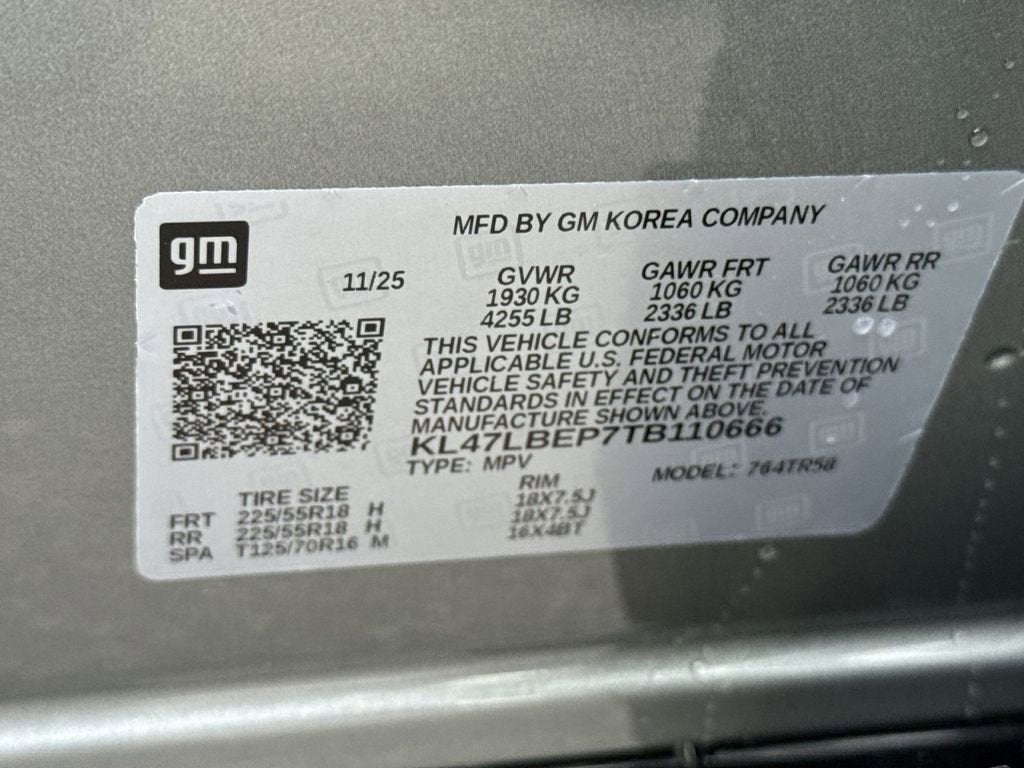 gm
MFD BY GM KOREA COMPANY
11/25
GVWR
1930 KG
4255 LB
GAWR FRT
1060 KG
2336 LB
GAWR RR
1060 KG
2336 LB
THIS VEHICLE CONFORMS TO ALL
APPLICABLE U.S. FEDERAL MOTOR
VEHICLE SAFETY AND THEFT PREVENTION
STANDARDS IN EFFECT ON THE DATE OF
MANUFACTURE SHOWN ABOVE.
KL47LBEP7TB110666
TYPE: MPV MODEL: 764TR58
TIRE SIZE RIM
FRT 225/55R18 H 18X7.5J
RR 225/55R18 H 18X7.5J
SPA T125/70R16 M 16X4BT